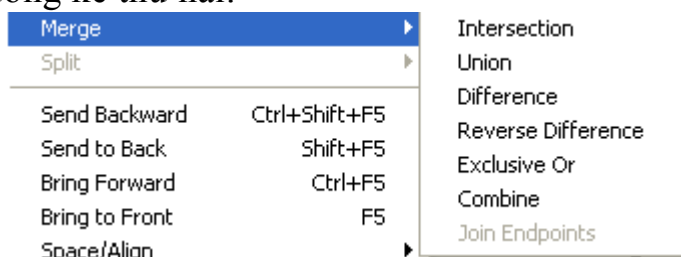 Merge
Split
Send Backward Ctrl+Shift+F5
Send to Back Shift+F5
Bring Forward Ctrl+F5
Bring to Front F5
Space/Align
Intersection
Union
Difference
Reverse Difference
Exclusive Or
Combine
Join Endpoints